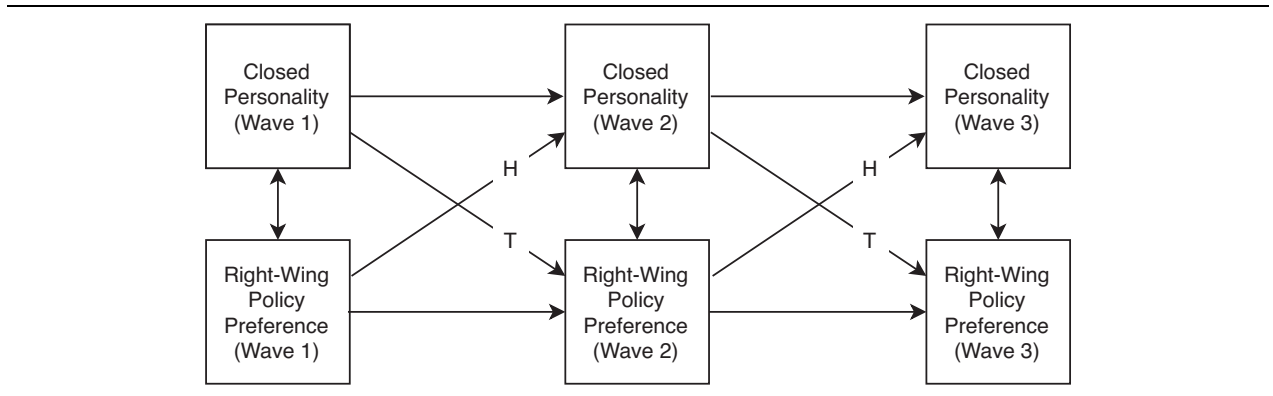 Closed
Personality
(Wave 1)
Closed
Personality
(Wave 2)
Closed
Personality
(Wave 3)
H
H
T
T
Right-Wing
Policy
Preference
(Wave 1)
Right-Wing
Policy
Preference
(Wave 2)
Right-Wing
Policy
Preference
(Wave 3)